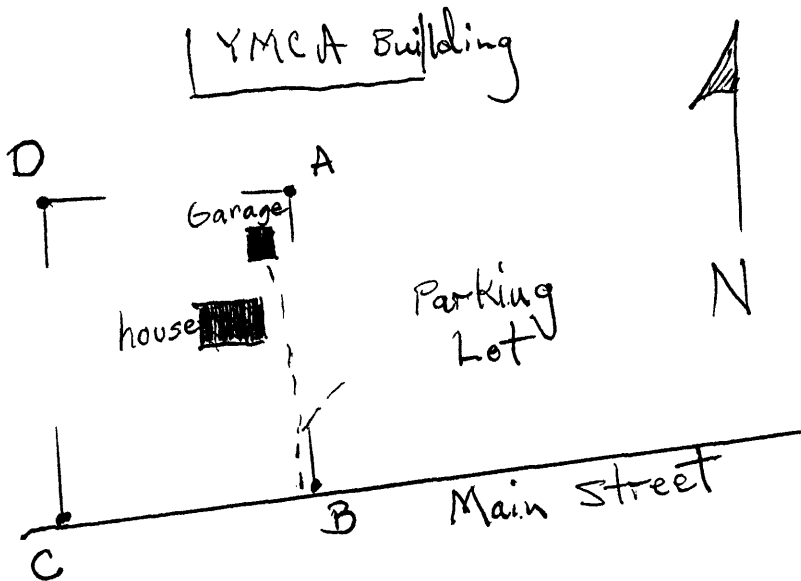 YMCA Building
D
A
Garage
N
Parking
Lot
house
Main Street
B
C